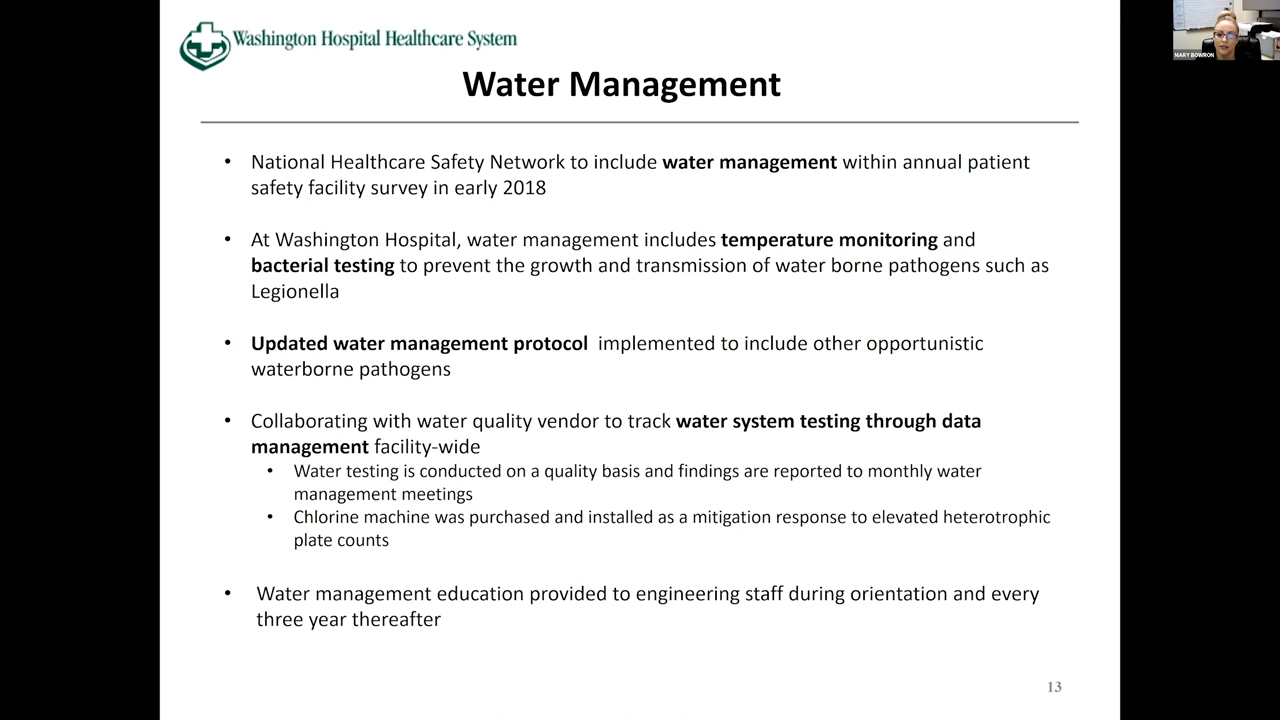 Washington Hospital Healthcare System
MARY BOWRON
Water Management
• National Healthcare Safety Network to include water management within annual patient
safety facility survey in early 2018
• At Washington Hospital, water management includes temperature monitoring and
bacterial testing to prevent the growth and transmission of water borne pathogens such as
Legionella
• Updated water management protocol implemented to include other opportunistic
waterborne pathogens
• Collaborating with water quality vendor to track water system testing through data
management facility-wide
• Water testing is conducted on a quality basis and findings are reported to monthly water
management meetings
• Chlorine machine was purchased and installed as a mitigation response to elevated heterotrophic
plate counts
• Water management education provided to engineering staff during orientation and every
three year thereafter
13